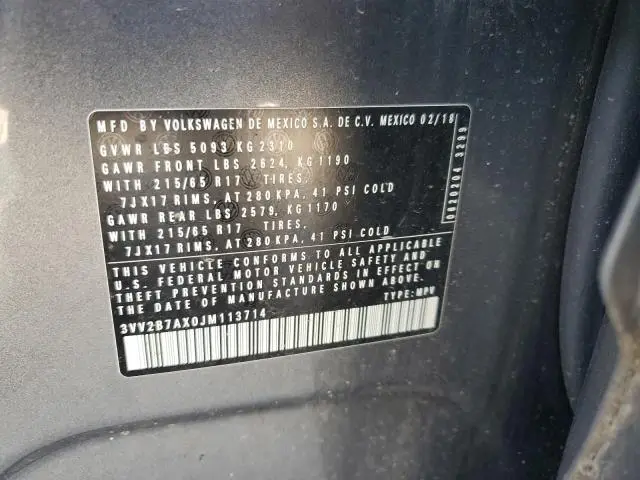 MFD BY VOLKSWAGEN DE MEXICO S.A. DE C.V. MEXICO 02/18
GVWR LBS 5093 KG 2310
GAWR FRONT LBS 2624, KG 1190
WITH 215/65 R17 TIRES,
7JX17 RIMS, AT 280 KPA, 41 PSI COLD
GAWR REAR LBS 2579, KG 1170
WITH 215/65 R17 TIRES,
7JX17 RIMS, AT 280 KPA, 41 PSI COLD
THIS VEHICLE CONFORMS TO ALL APPLICABLE
U.S. FEDERAL MOTOR VEHICLE SAFETY AND
THEFT PREVENTION STANDARDS IN EFFECT ON
THE DATE OF MANUFACTURE SHOWN ABOVE.
3VV2B7AX0JM113714 TYPE: MPV
0820204 3299